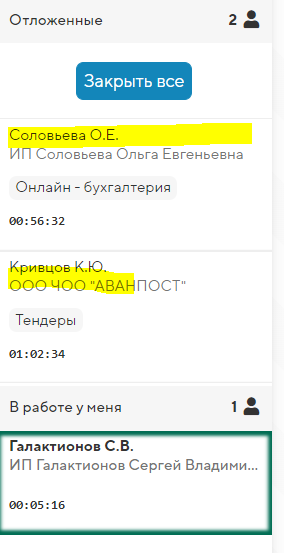 Отложенные 2
Закрыть все
Соловьева О.Е.
ИП Соловьева Ольга Евгеньевна
Онлайн - бухгалтерия
00:56:32
Кривцов К.Ю.
ООО ЧОО "АВАНПОСТ"
Тендеры
01:02:34
В работе у меня 1
Галактионов С.В.
ИП Галактионов Сергей Владими...
00:05:16